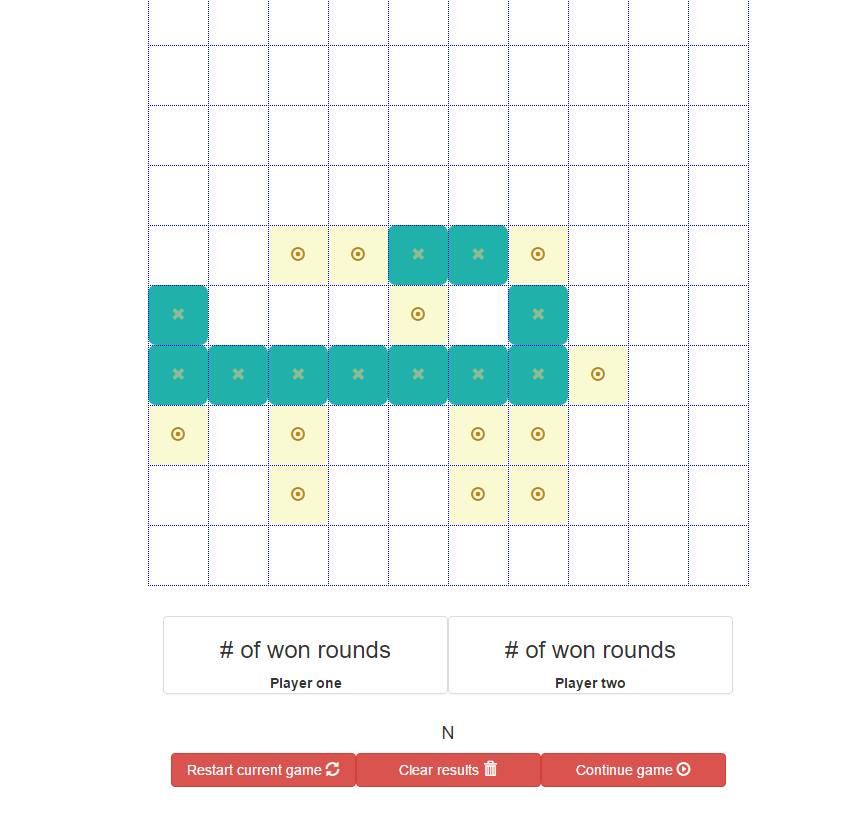 # of won rounds # of won rounds
Player one Player two
N
Restart current game Clear results Continue game